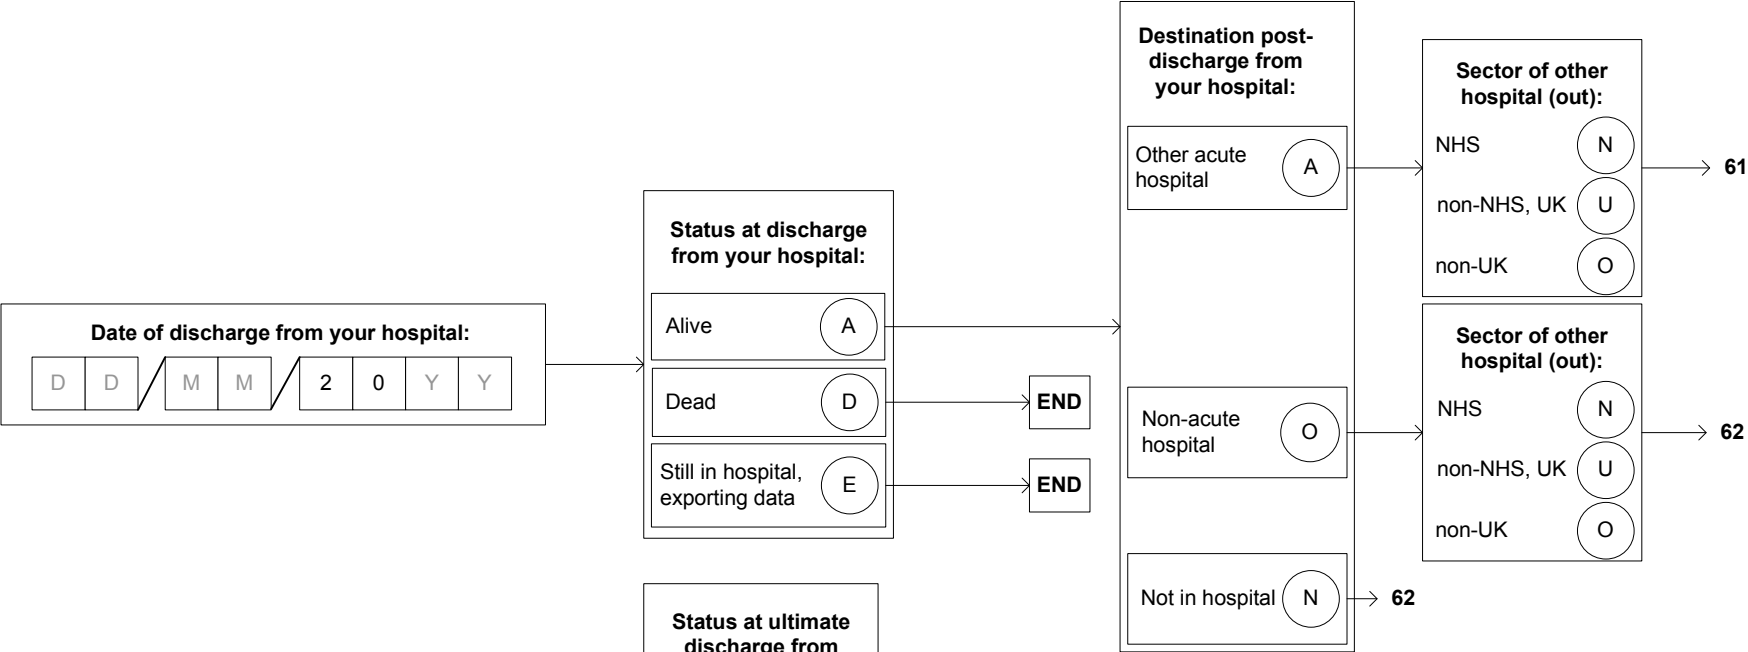 Date of discharge from your hospital:
D D / M M / 2 0 Y Y
Status at discharge
from your hospital:
Alive A
Dead D
END
Still in hospital,
exporting data E
END
Status at ultimate
discharge from
Destination post-
discharge from
your hospital:
Other acute
hospital A
Non-acute
hospital O
Not in hospital N
62
Sector of other
hospital (out):
NHS N
non-NHS, UK U
non-UK O
61
Sector of other
hospital (out):
NHS N
non-NHS, UK U
non-UK O
62